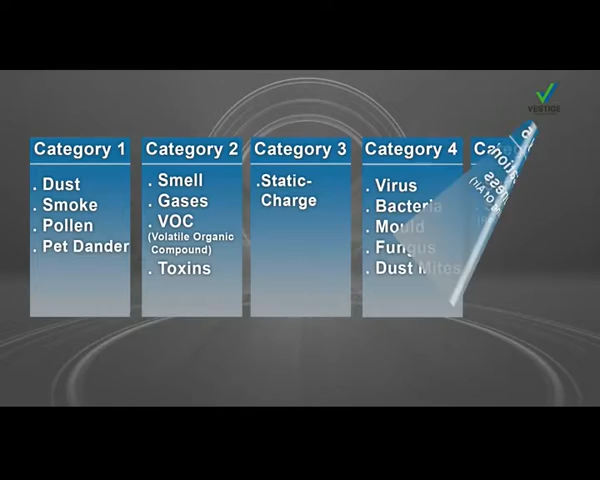 VESTIGE
Category 1
. Dust
. Smoke
. Pollen
. Pet Dander
Category 2
. Smell
. Gases
. VOC
(Volatile Organic
Compound)
. Toxins
Category 3
.Static-
Charge
Category 4
. Virus
. Bacteria
. Mould
. Fungus
. Dust Mites